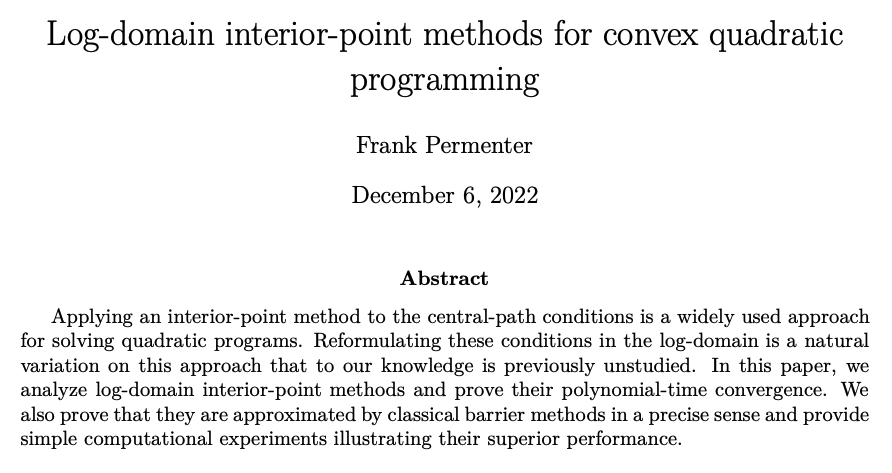 Log-domain interior-point methods for convex quadratic
programming
Frank Permenter
December 6, 2022
Abstract
Applying an interior-point method to the central-path conditions is a widely used approach
for solving quadratic programs. Reformulating these conditions in the log-domain is a natural
variation on this approach that to our knowledge is previously unstudied. In this paper, we
analyze log-domain interior-point methods and prove their polynomial-time convergence. We
also prove that they are approximated by classical barrier methods in a precise sense and provide
simple computational experiments illustrating their superior performance.